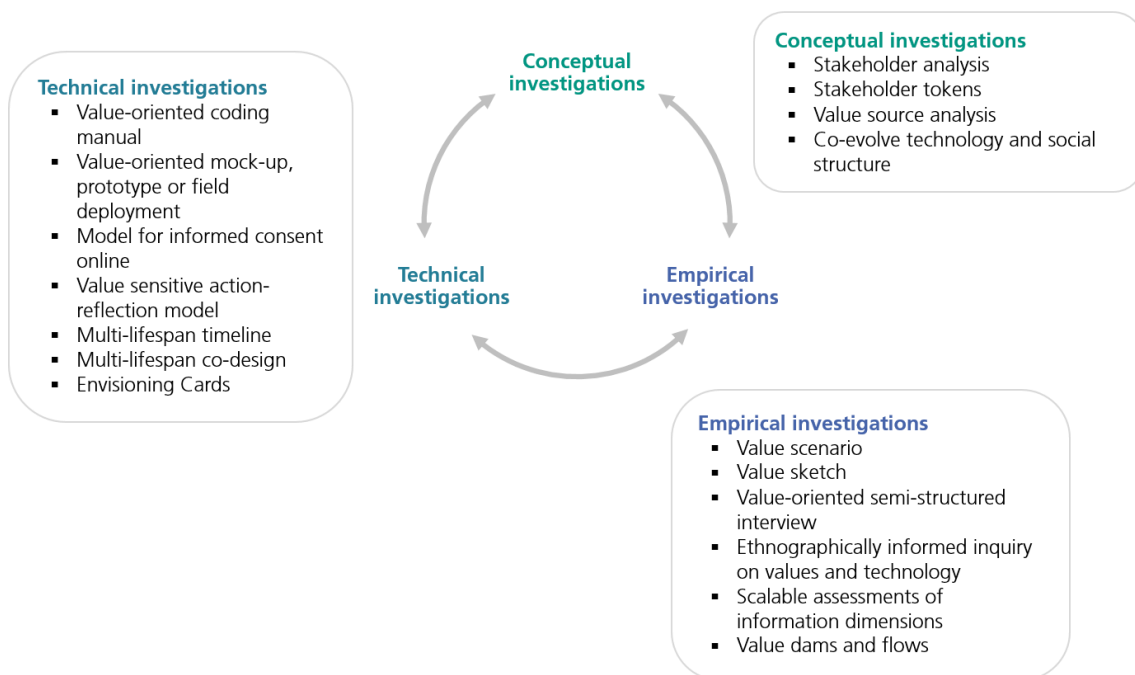 Conceptual
investigations
Conceptual investigations
▪ Stakeholder analysis
▪ Stakeholder tokens
▪ Value source analysis
▪ Co-evolve technology and social
structure
Technical investigations
▪ Value-oriented coding
manual
▪ Value-oriented mock-up,
prototype or field
deployment
▪ Model for informed consent
online
▪ Value sensitive action-
reflection model
▪ Multi-lifespan timeline
▪ Multi-lifespan co-design
▪ Envisioning Cards
Technical
investigations
Empirical
investigations
Empirical investigations
▪ Value scenario
▪ Value sketch
▪ Value-oriented semi-structured
interview
▪ Ethnographically informed inquiry
on values and technology
▪ Scalable assessments of
information dimensions
▪ Value dams and flows